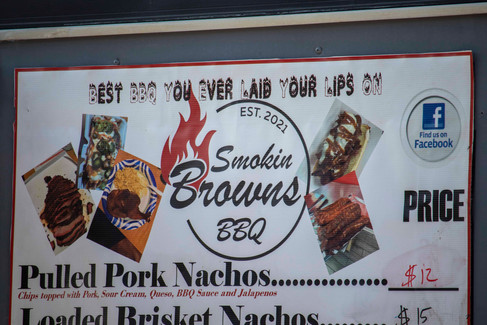 BEST BBQ YOU EVER LAID YOUR LIPS ON
EST. 2021
Smokin
Browns
BBQ
f
Find us on
Facebook
PRICE
Pulled Pork Nachos.................. $12
Chips topped with Pork, Sour Cream, Queso, BBQ Sauce and Jalapenos
Loaded Brisket Nachos............ $15